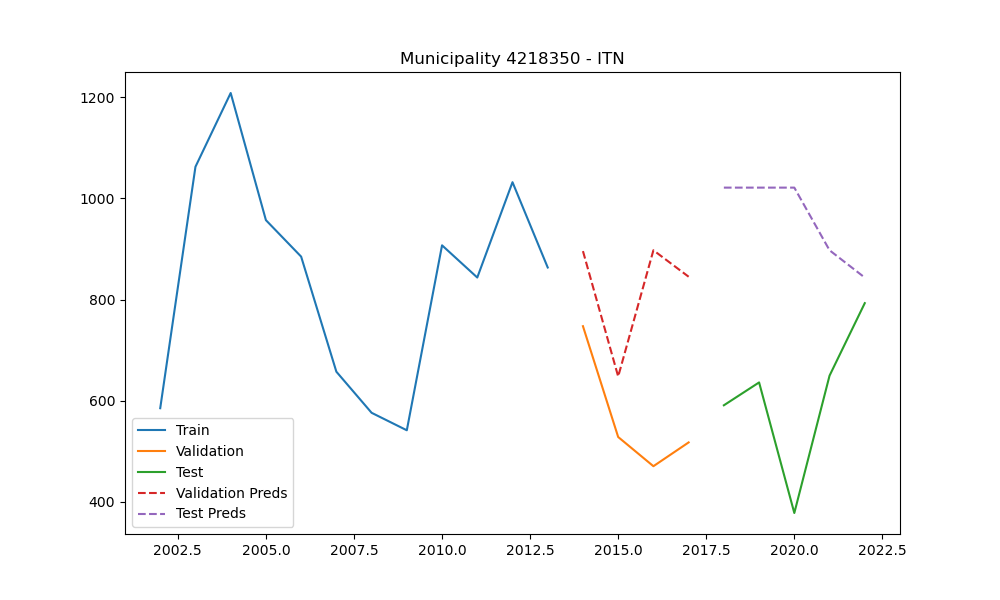 Municipality 4218350 - ITN
1200
1000
800
600
400
Train
Validation
Test
Validation Preds
Test Preds
2002.5 2005.0 2007.5 2010.0 2012.5 2015.0 2017.5 2020.0 2022.5